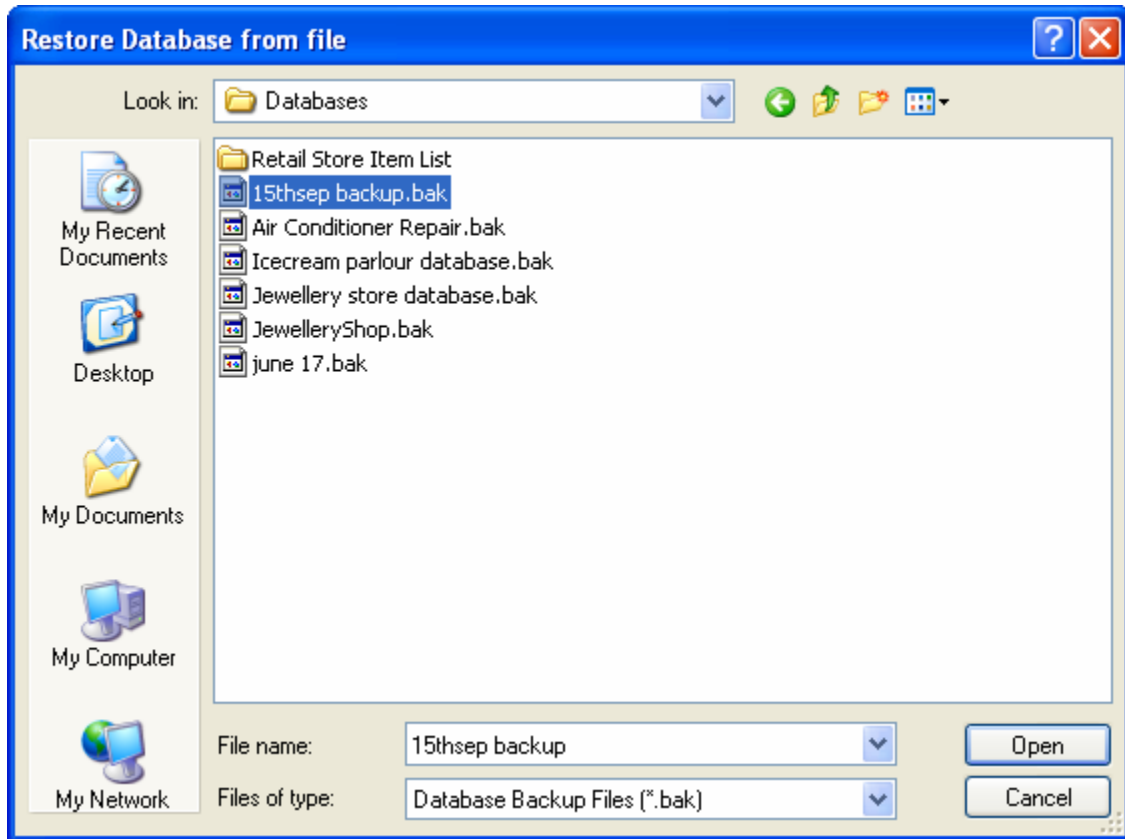 Restore Database from file
Look in: Databases
My Recent
Documents
Desktop
My Documents
My Computer
My Network
Retail Store Item List
15thsep backup.bak
Air Conditioner Repair.bak
Icecream parlour database.bak
Jewellery store database.bak
JewelleryShop.bak
june 17.bak
File name: 15thsep backup Open
Files of type: Database Backup Files (*.bak) Cancel